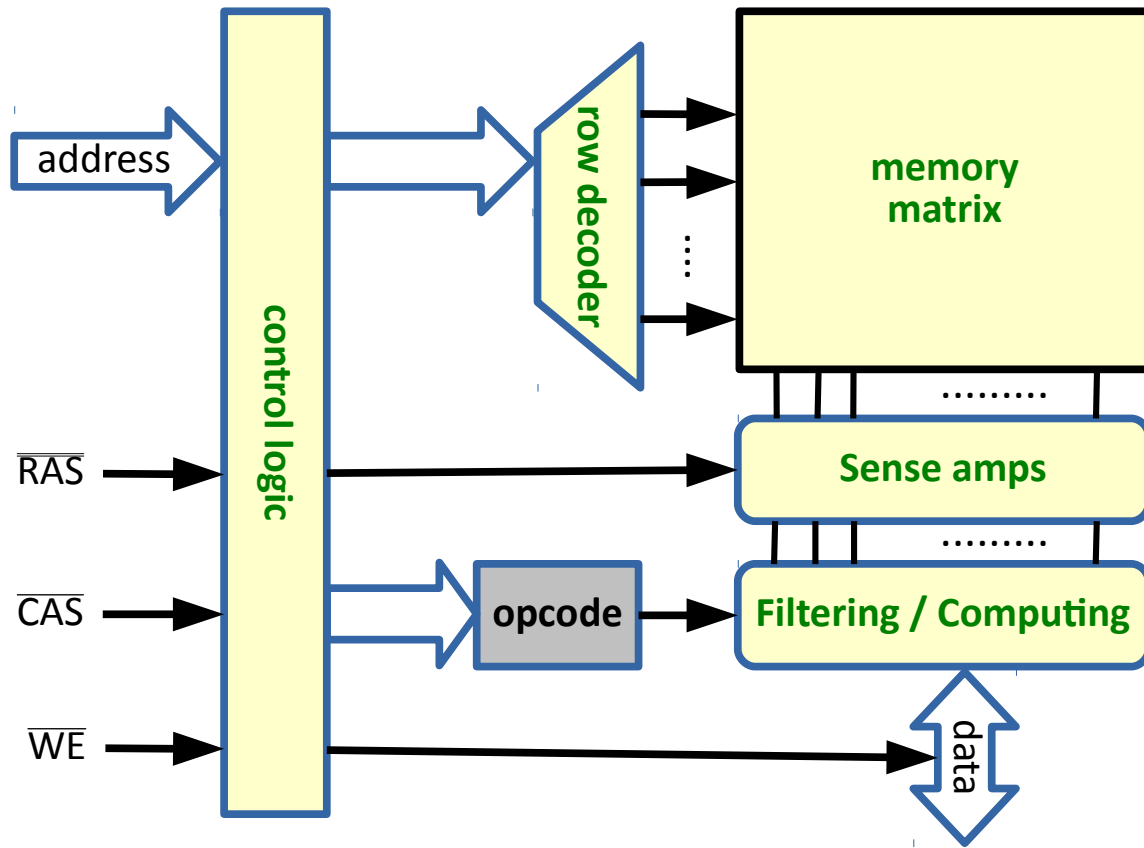 address
control logic
row decoder
memory
matrix
....
.........
RAS
Sense amps
.........
CAS
opcode
Filtering / Computing
WE
data